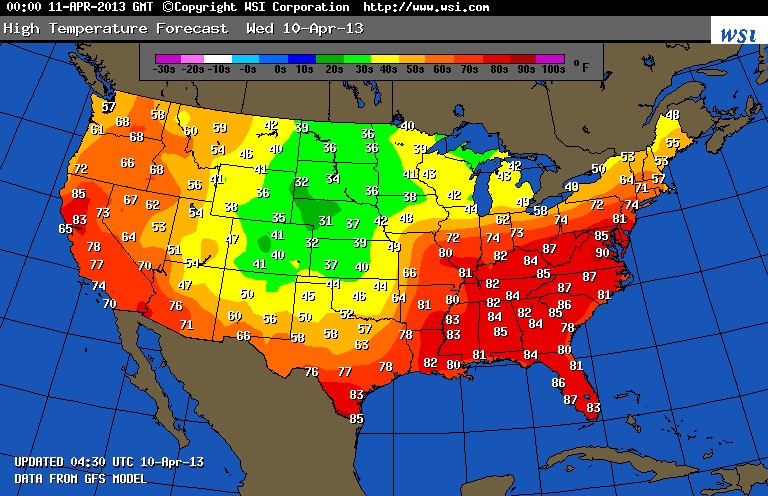 00:00 11-APR-2013 GMT ©Copyright WSI Corporation http://www.wsi.com
High Temperature Forecast Wed 10-Apr-13
WSI
-30s -20s -10s -0s 0s 10s 20s 30s 40s 50s 60s 70s 80s 90s 100s °F
57 68 58 42 39 36 40 48
61 68 60 59 55
54 46 40 36 36 39 53 53
72 66 68 41 42 50
56 41 32 34 41 43 43 64 57
85 67 62 36 36 38 42 49 49 71
83 73 54 38 35 31 37 42 48 44 62 58 72 74
65 64 53 47 41 32 39 49 72 74 73 74 81
78 51 40 80 82 87 85
77 70 54 41 37 40 66 81 84 90
74 47 50 44 44 82 85 87
70 76 45 46 64 81 80 82 84 87 81
71 60 56 50 52 83 84 82 86 85
66 58 58 57 78 83 85 84 78
63 81 84 80
76 77 78 82 80 81
83 86
85 87 83
UPDATED 04:30 UTC 10-Apr-13
DATA FROM GFS MODEL